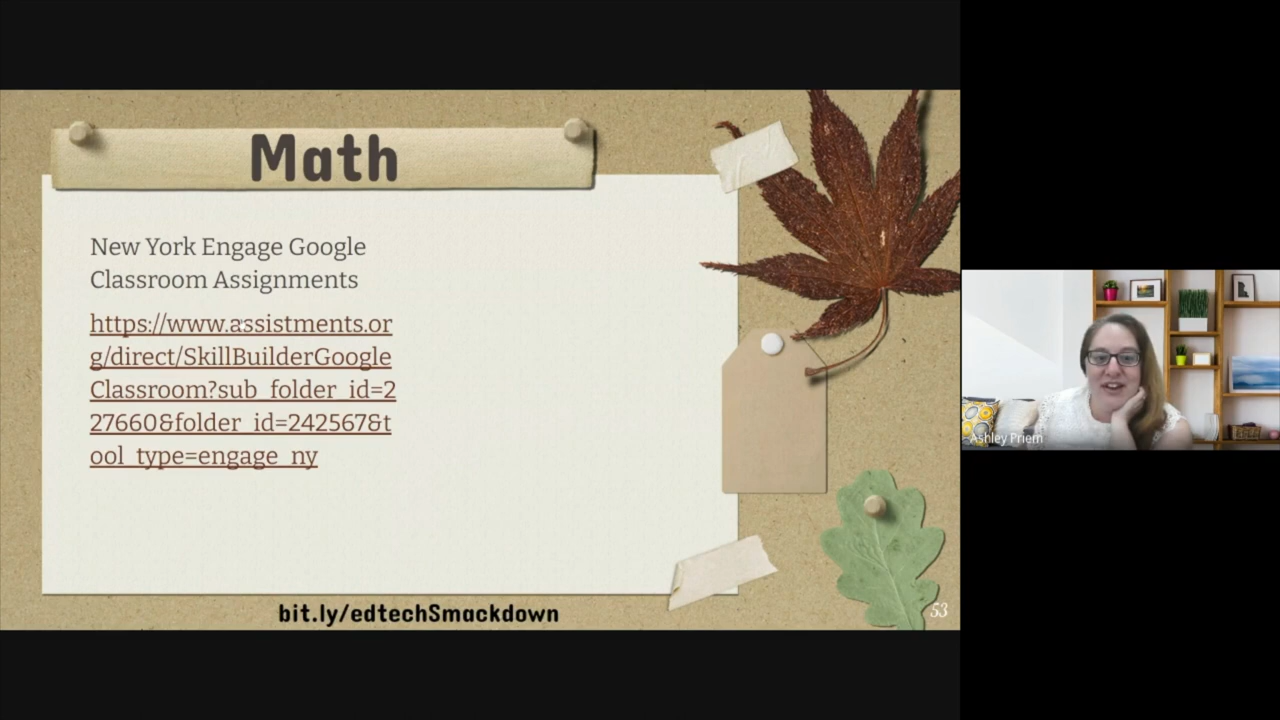 Math
New York Engage Google
Classroom Assignments
https://www.assistments.or
g/direct/SkillBuilderGoogle
Classroom?sub_folder_id=2
27660&folder_id=242567&t
ool_type=engage_ny
bit.ly/edtechSmackdown
53
Ashley Priem